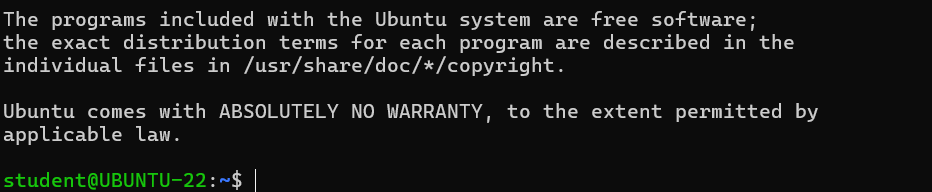 The programs included with the Ubuntu system are free software;
the exact distribution terms for each program are described in the
individual files in /usr/share/doc/*/copyright.
Ubuntu comes with ABSOLUTELY NO WARRANTY, to the extent permitted by
applicable law.
student@UBUNTU-22:~$